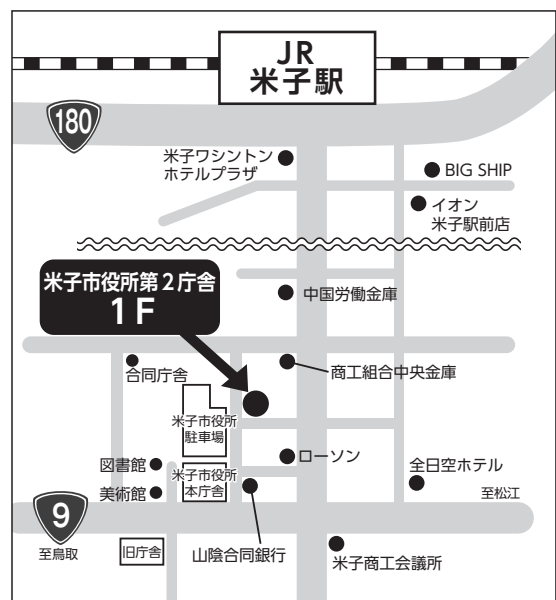 JR
米子駅
180
米子ワシントン
ホテルプラザ
BIG SHIP
イオン
米子駅前店
米子市役所第2庁舎
1F
中国労働金庫
合同庁舎
商工組合中央金庫
米子市役所
駐車場
図書館
ローソン
全日空ホテル
美術館
米子市役所
本庁舎
至松江
9
至鳥取
旧庁舎
山陰合同銀行
米子商工会議所